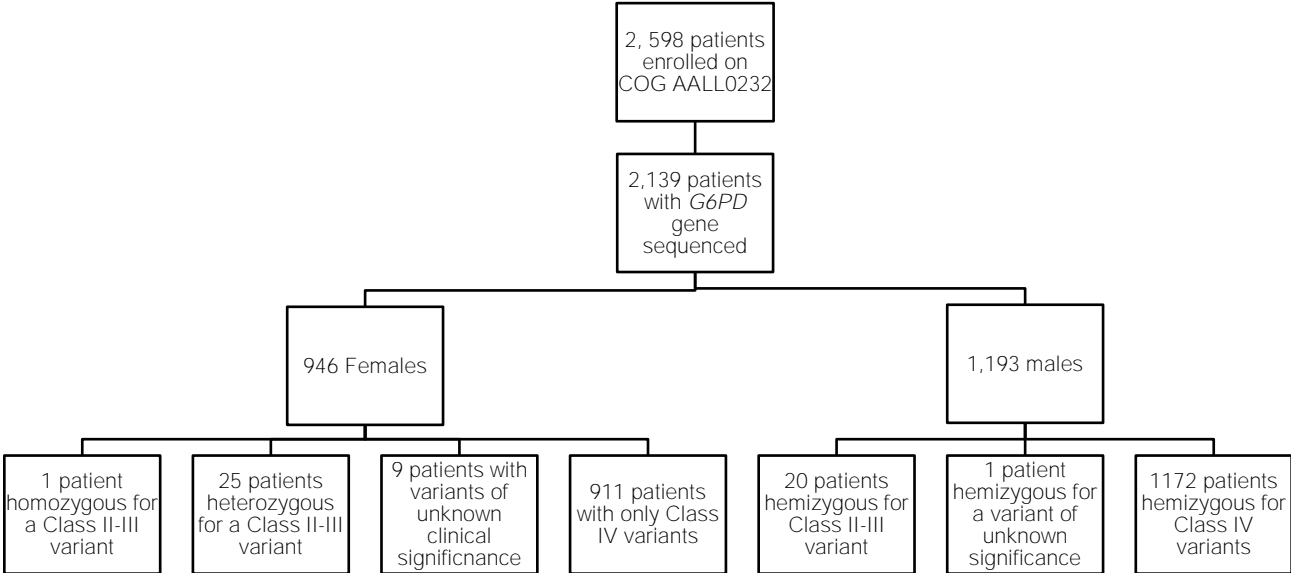 2, 598 patients
enrolled on
COG AALL0232
2,139 patients
with G6PD
gene
sequenced
946 Females
1,193 males
1 patient
homozygous for
a Class II-III
variant
25 patients
heterozygous
for a Class II-III
variant
9 patients with
variants of
unknown
clinical
significnance
911 patients
with only Class
IV variants
20 patients
hemizygous for
Class II-III
variant
1 patient
hemizygous for
a variant of
unknown
significance
1172 patients
hemizygous for
Class IV
variants